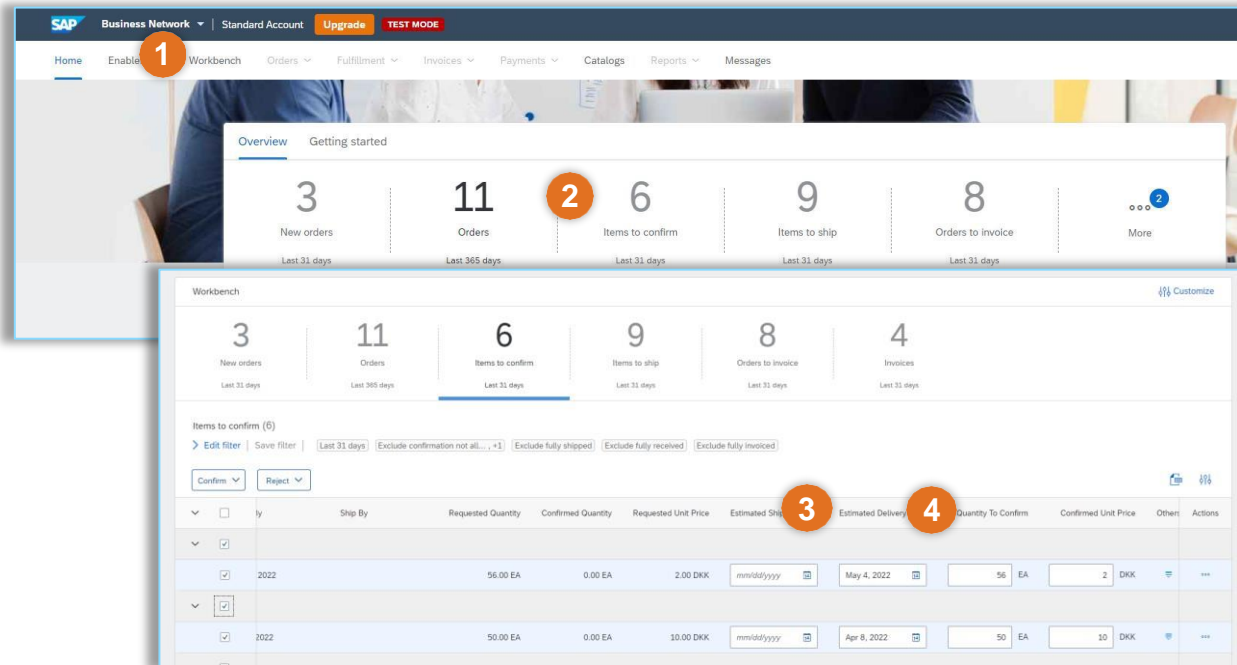 SAP Business Network | Standard Account Upgrade TEST MODE
Home Enable 1 Workbench Orders Fulfillment Invoices Payments Catalogs Reports Messages
Overview Getting started
3 11 2 6 9 8 2
New orders Orders Items to confirm Items to ship Orders to invoice More
Last 31 days Last 365 days Last 31 days Last 31 days Last 31 days
Workbench Customize
3 11 6 9 8 4
New orders Orders Items to confirm Items to ship Orders to invoice Invoices
Last 31 days Last 365 days Last 31 days Last 31 days Last 31 days Last 31 days
Items to confirm (6)
Edit filter | Save filter | Last 31 days Exclude confirmation not all... , +1 Exclude fully shipped Exclude fully received Exclude fully invoiced
Confirm Reject
Ship By Requested Quantity Confirmed Quantity Requested Unit Price Estimated Ship 3 Estimated Delivery 4 Quantity To Confirm Confirmed Unit Price Others Actions
2022 56.00 EA 0.00 EA 2.00 DKK mm/dd/yyyy May 4, 2022 56 EA 2 DKK
2022 50.00 EA 0.00 EA 10.00 DKK mm/dd/yyyy Apr 8, 2022 50 EA 10 DKK